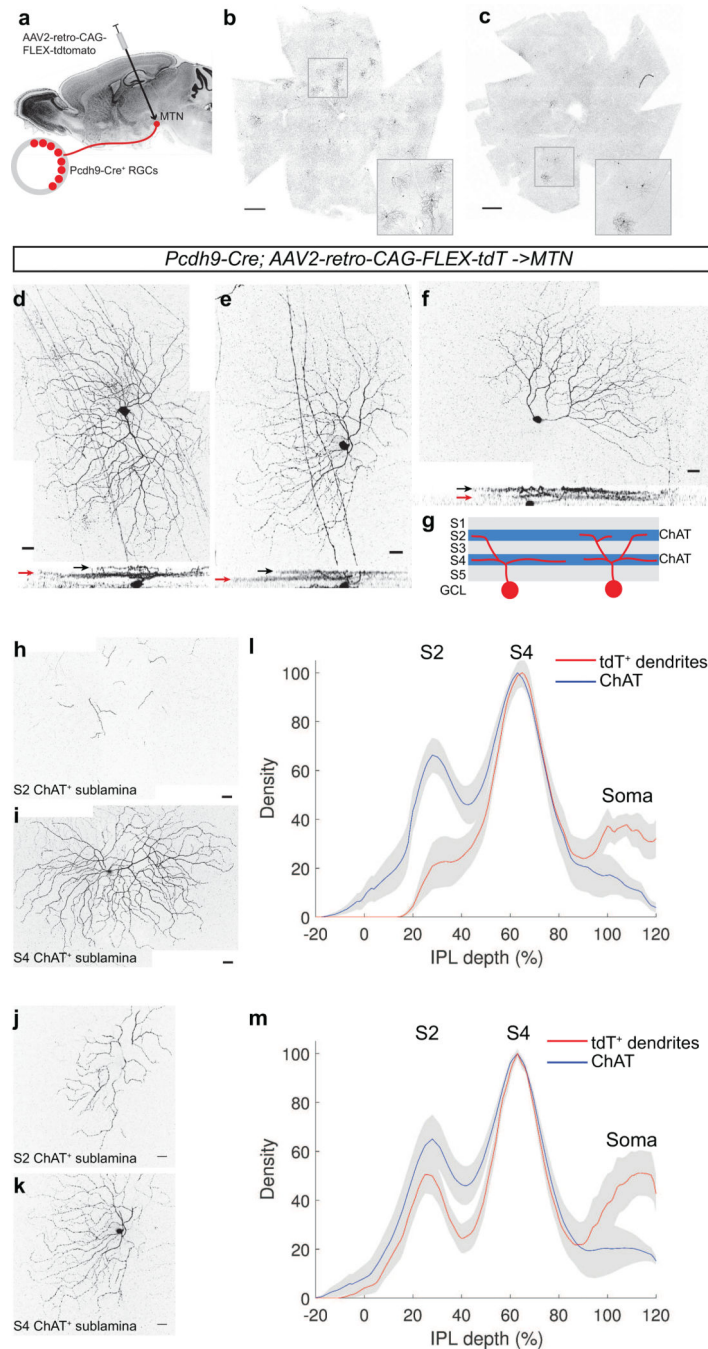 a
AAV2-retro-CAG-
FLEX-tdtomato
MTN
Pcdh9-Cre⁺ RGCs
b
c
Pcdh9-Cre; AAV2-retro-CAG-FLEX-tdT ->MTN
d
e
f
g
S1
S2
S3
S4
S5
GCL
ChAT
ChAT
h
S2 ChAT⁺ sublamina
i
S4 ChAT⁺ sublamina
l
S2
S4
tdT⁺ dendrites
ChAT
Soma
Density
100
80
60
40
20
0
-20 0 20 40 60 80 100 120
IPL depth (%)
j
S2 ChAT⁺ sublamina
k
S4 ChAT⁺ sublamina
m
S2
S4
tdT⁺ dendrites
ChAT
Soma
Density
100
80
60
40
20
0
-20 0 20 40 60 80 100 120
IPL depth (%)